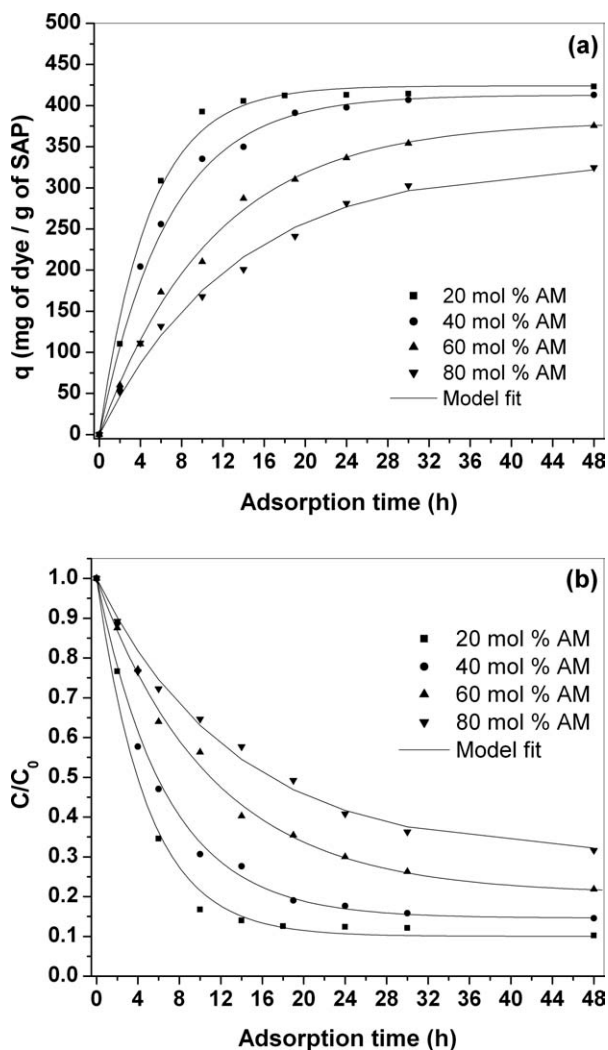 (a)
500
450
400
350
300
250
200
150
100
50
0
q (mg of dye / g of SAP)
20 mol % AM
40 mol % AM
60 mol % AM
80 mol % AM
Model fit
0 4 8 12 16 20 24 28 32 36 40 44 48
Adsorption time (h)
(b)
1.0
0.9
0.8
0.7
0.6
0.5
0.4
0.3
0.2
0.1
0.0
C/C₀
20 mol % AM
40 mol % AM
60 mol % AM
80 mol % AM
Model fit
0 4 8 12 16 20 24 28 32 36 40 44 48
Adsorption time (h)